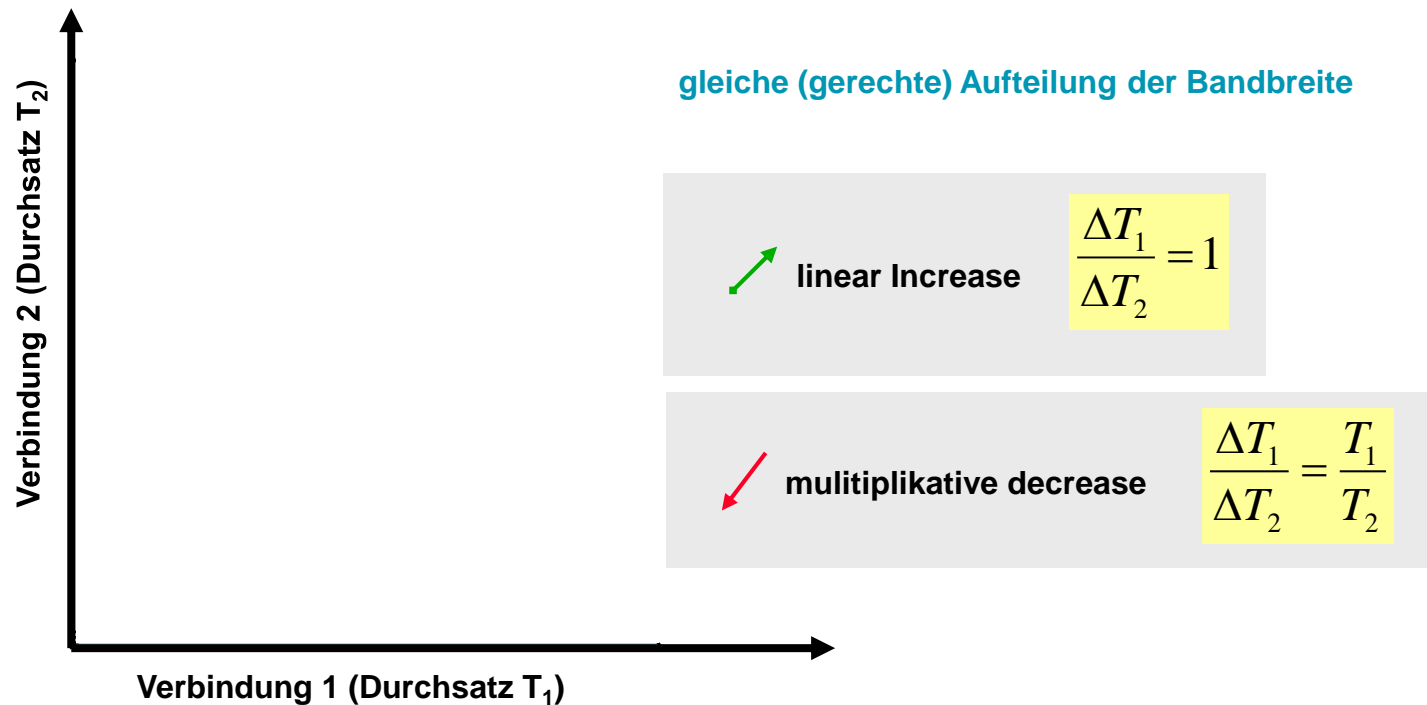 Verbindung 2 (Durchsatz T₂)
gleiche (gerechte) Aufteilung der Bandbreite
linear Increase
ΔT₁/ΔT₂ = 1
mulitiplikative decrease
ΔT₁/ΔT₂ = T₁/T₂
Verbindung 1 (Durchsatz T₁)